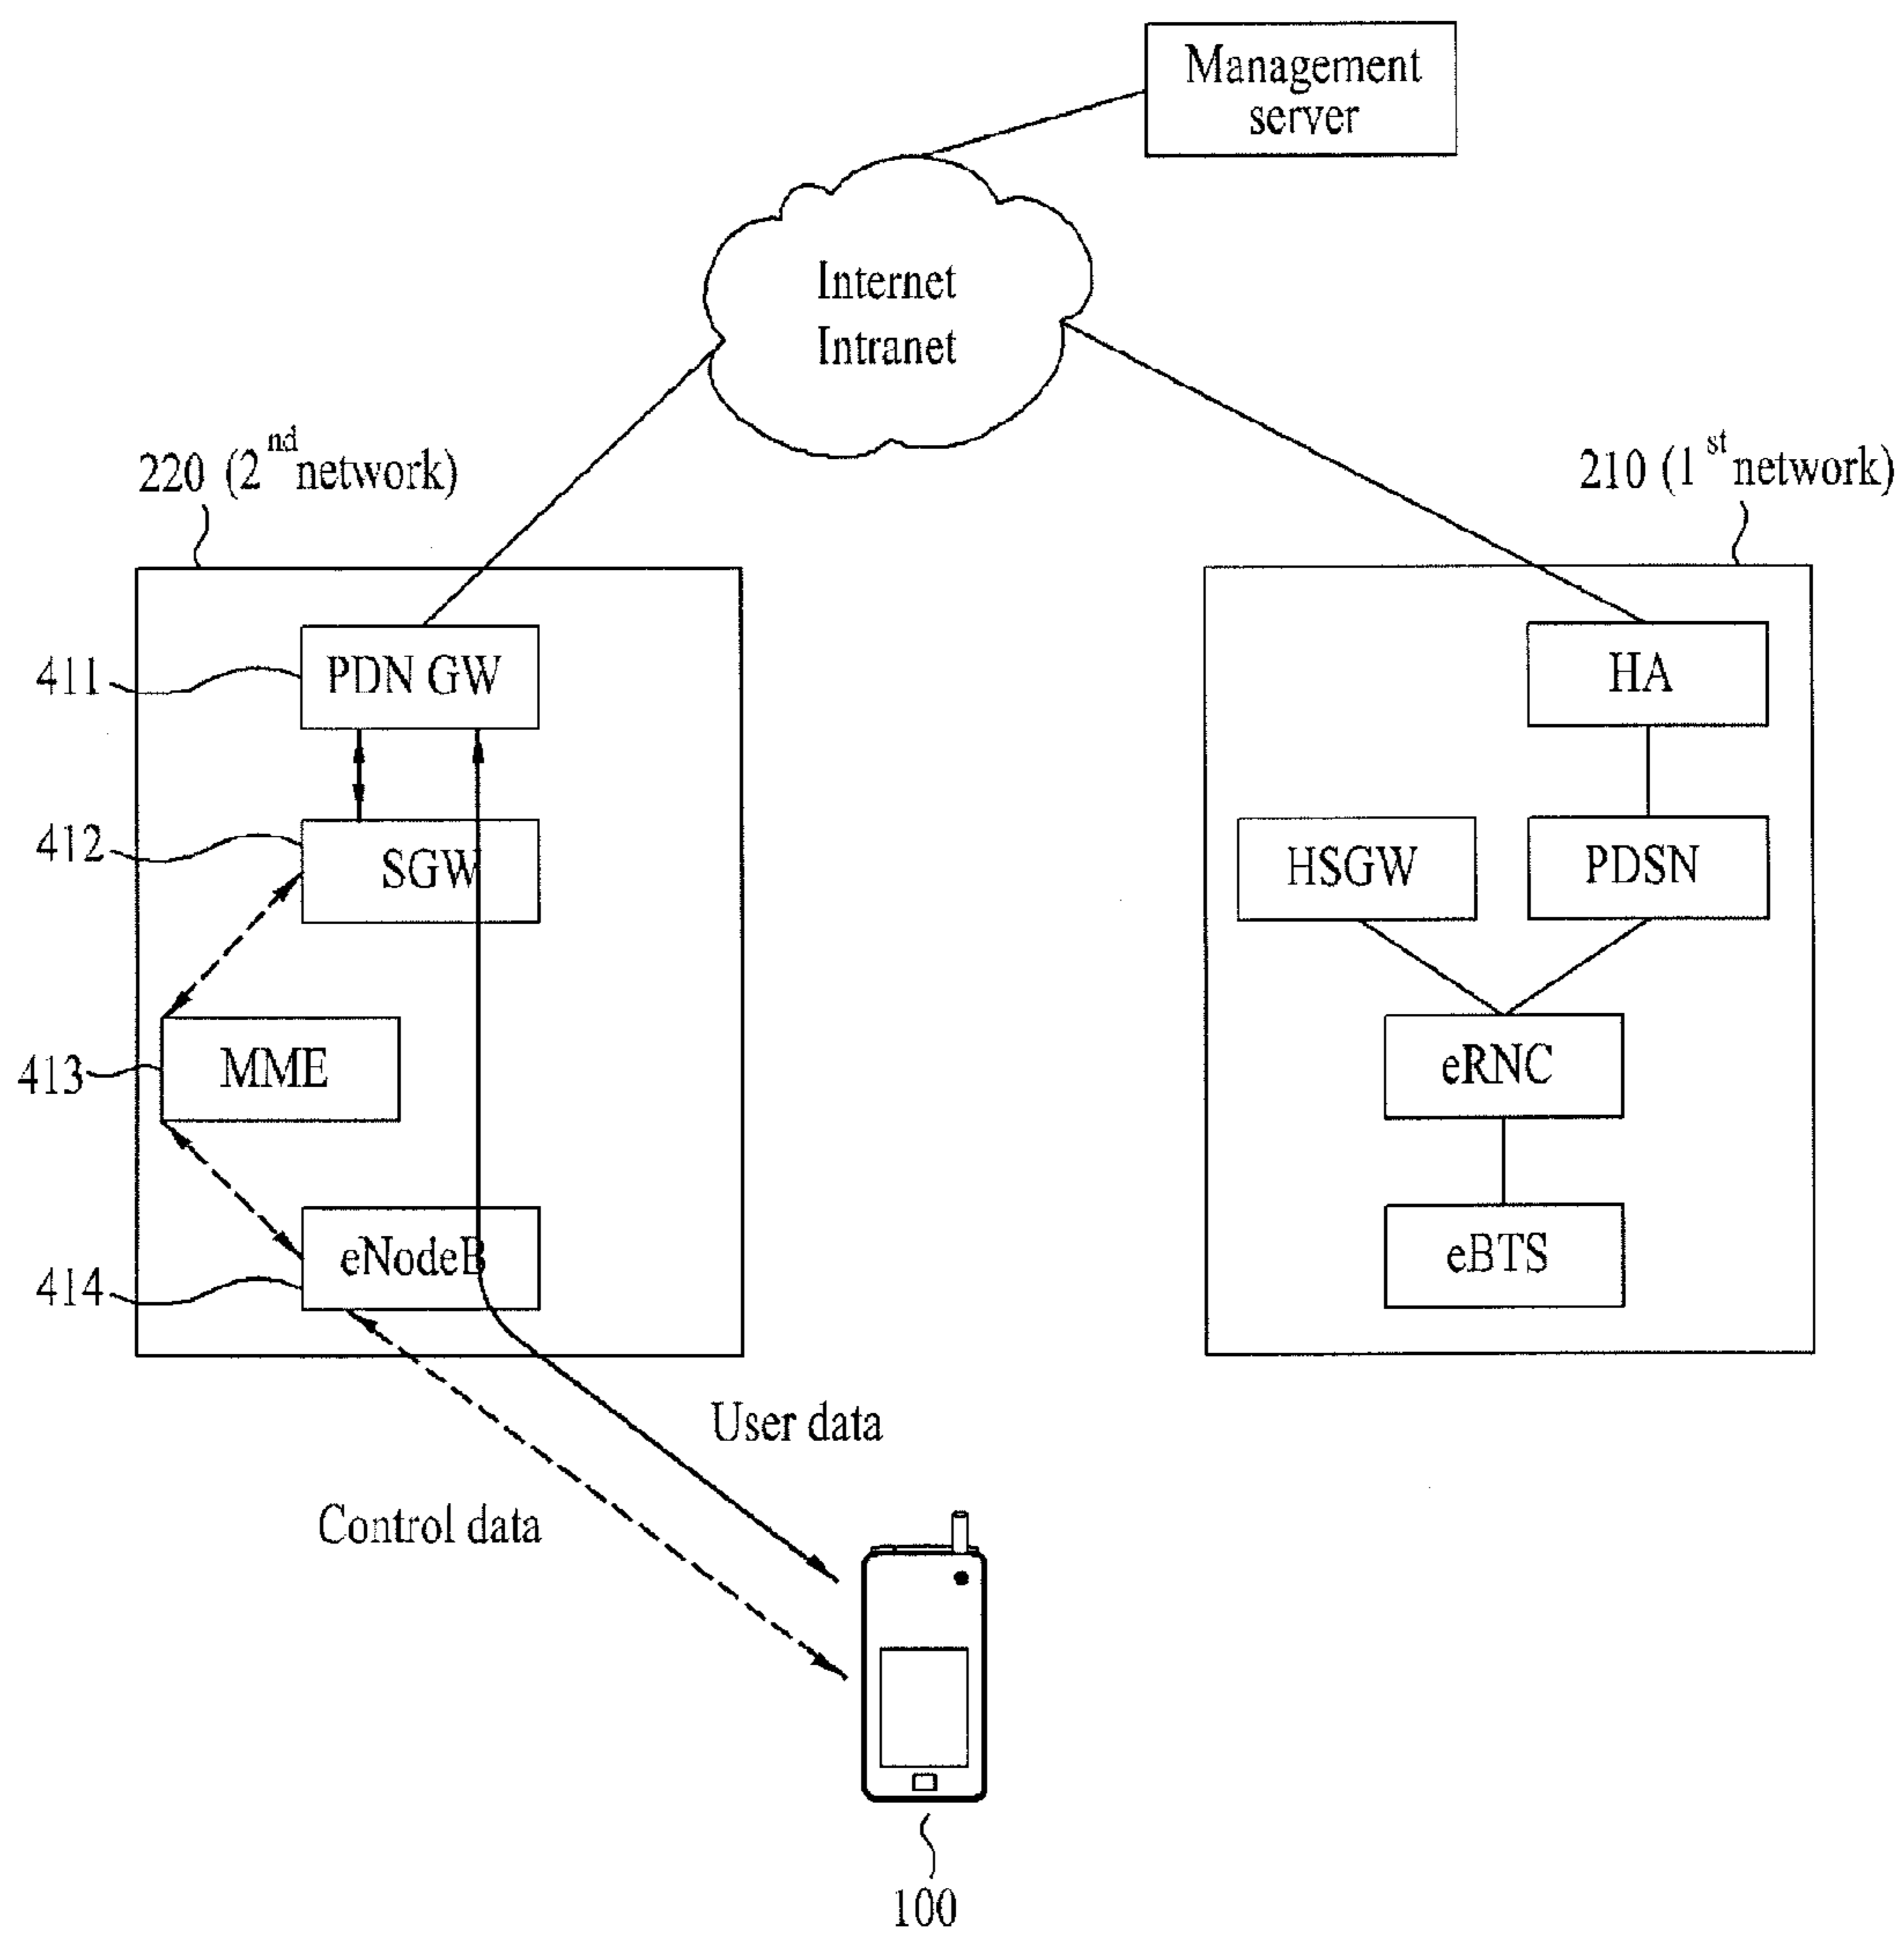 Management
server
Internet
Intranet
220 (2nd network)
210 (1st network)
411
PDN GW
HA
412
SGW
HSGW
PDSN
413
MME
eRNC
414
eNodeB
eBTS
User data
Control data
100